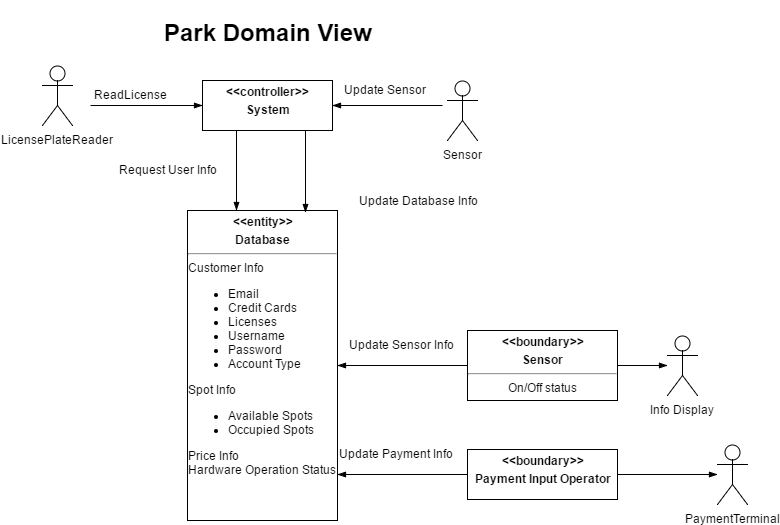 Park Domain View
<<controller>>
System
ReadLicense
Update Sensor
LicensePlateReader
Sensor
Request User Info
Update Database Info
<<entity>>
Database
Customer Info
Email
Credit Cards
Licenses
Username
Password
Account Type
Spot Info
Available Spots
Occupied Spots
Price Info
Hardware Operation Status
Update Sensor Info
<<boundary>>
Sensor
On/Off status
Info Display
Update Payment Info
<<boundary>>
Payment Input Operator
PaymentTerminal